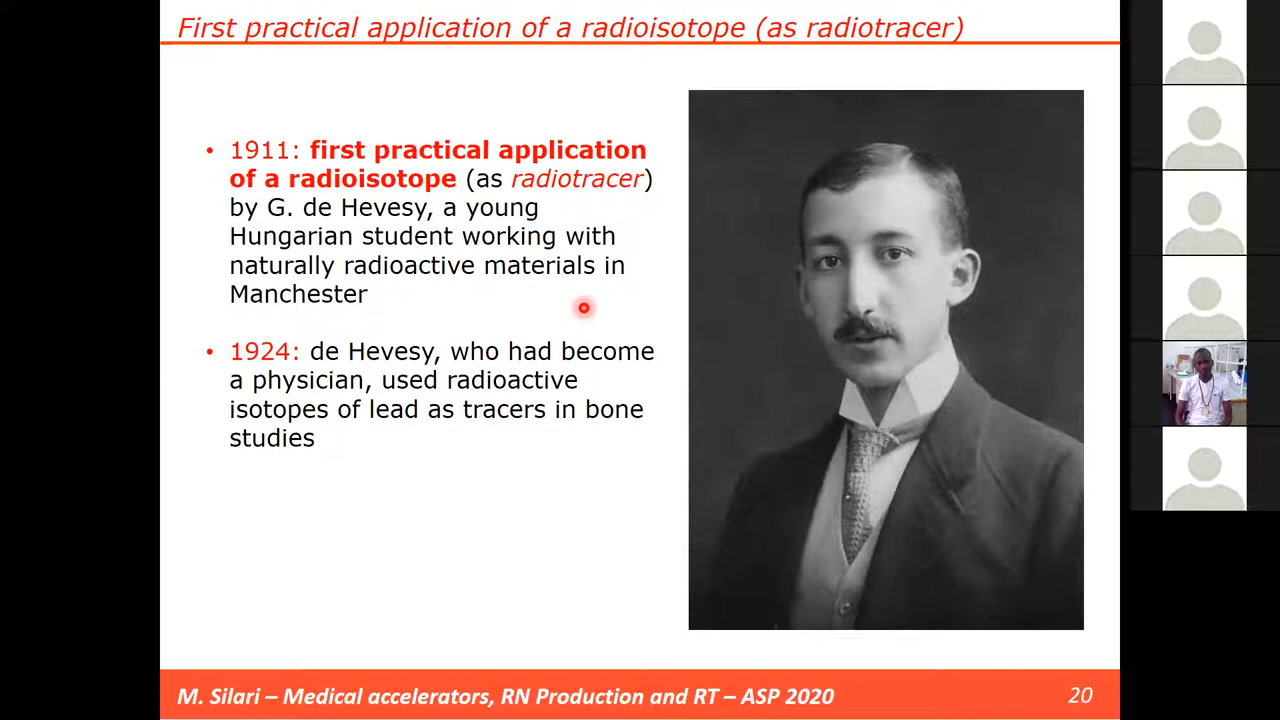 First practical application of a radioisotope (as radiotracer)
• 1911: first practical application
of a radioisotope (as radiotracer)
by G. de Hevesy, a young
Hungarian student working with
naturally radioactive materials in
Manchester
• 1924: de Hevesy, who had become
a physician, used radioactive
isotopes of lead as tracers in bone
studies
M. Silari – Medical accelerators, RN Production and RT – ASP 2020
20